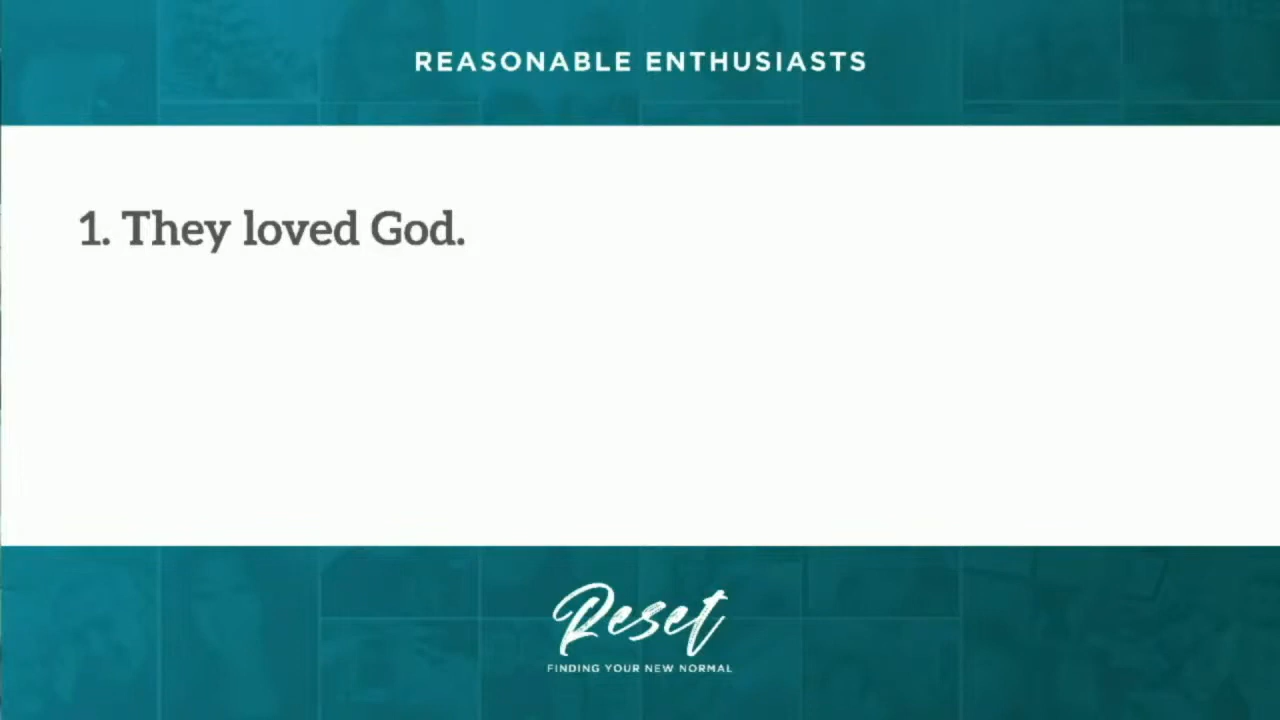 REASONABLE ENTHUSIASTS
1. They loved God.
Reset
FINDING YOUR NEW NORMAL